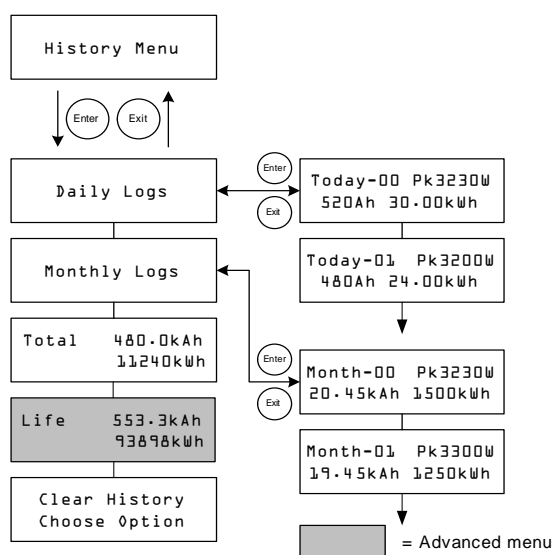 History Menu
Enter
Exit
Daily Logs
Enter
Exit
Today-00 Pk3230W
520Ah 30.00kWh
Today-01 Pk3200W
480Ah 24.00kWh
Monthly Logs
Enter
Exit
Month-00 Pk3230W
20.45kAh 1500kWh
Month-01 Pk3300W
19.45kAh 1250kWh
Total 480.0kAh
11240kWh
Life 553.3kAh
93898kWh
Clear History
Choose Option
= Advanced menu